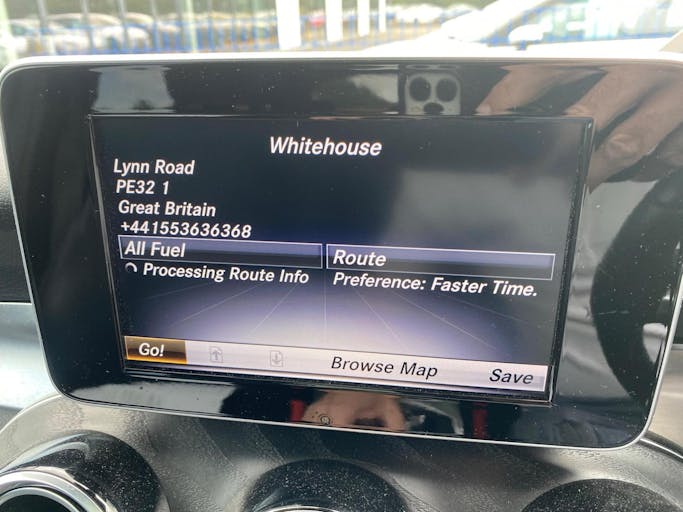 Whitehouse
Lynn Road
PE32 1
Great Britain
+441553636368
All Fuel
Route
Processing Route Info
Preference: Faster Time.
Go!
Browse Map
Save